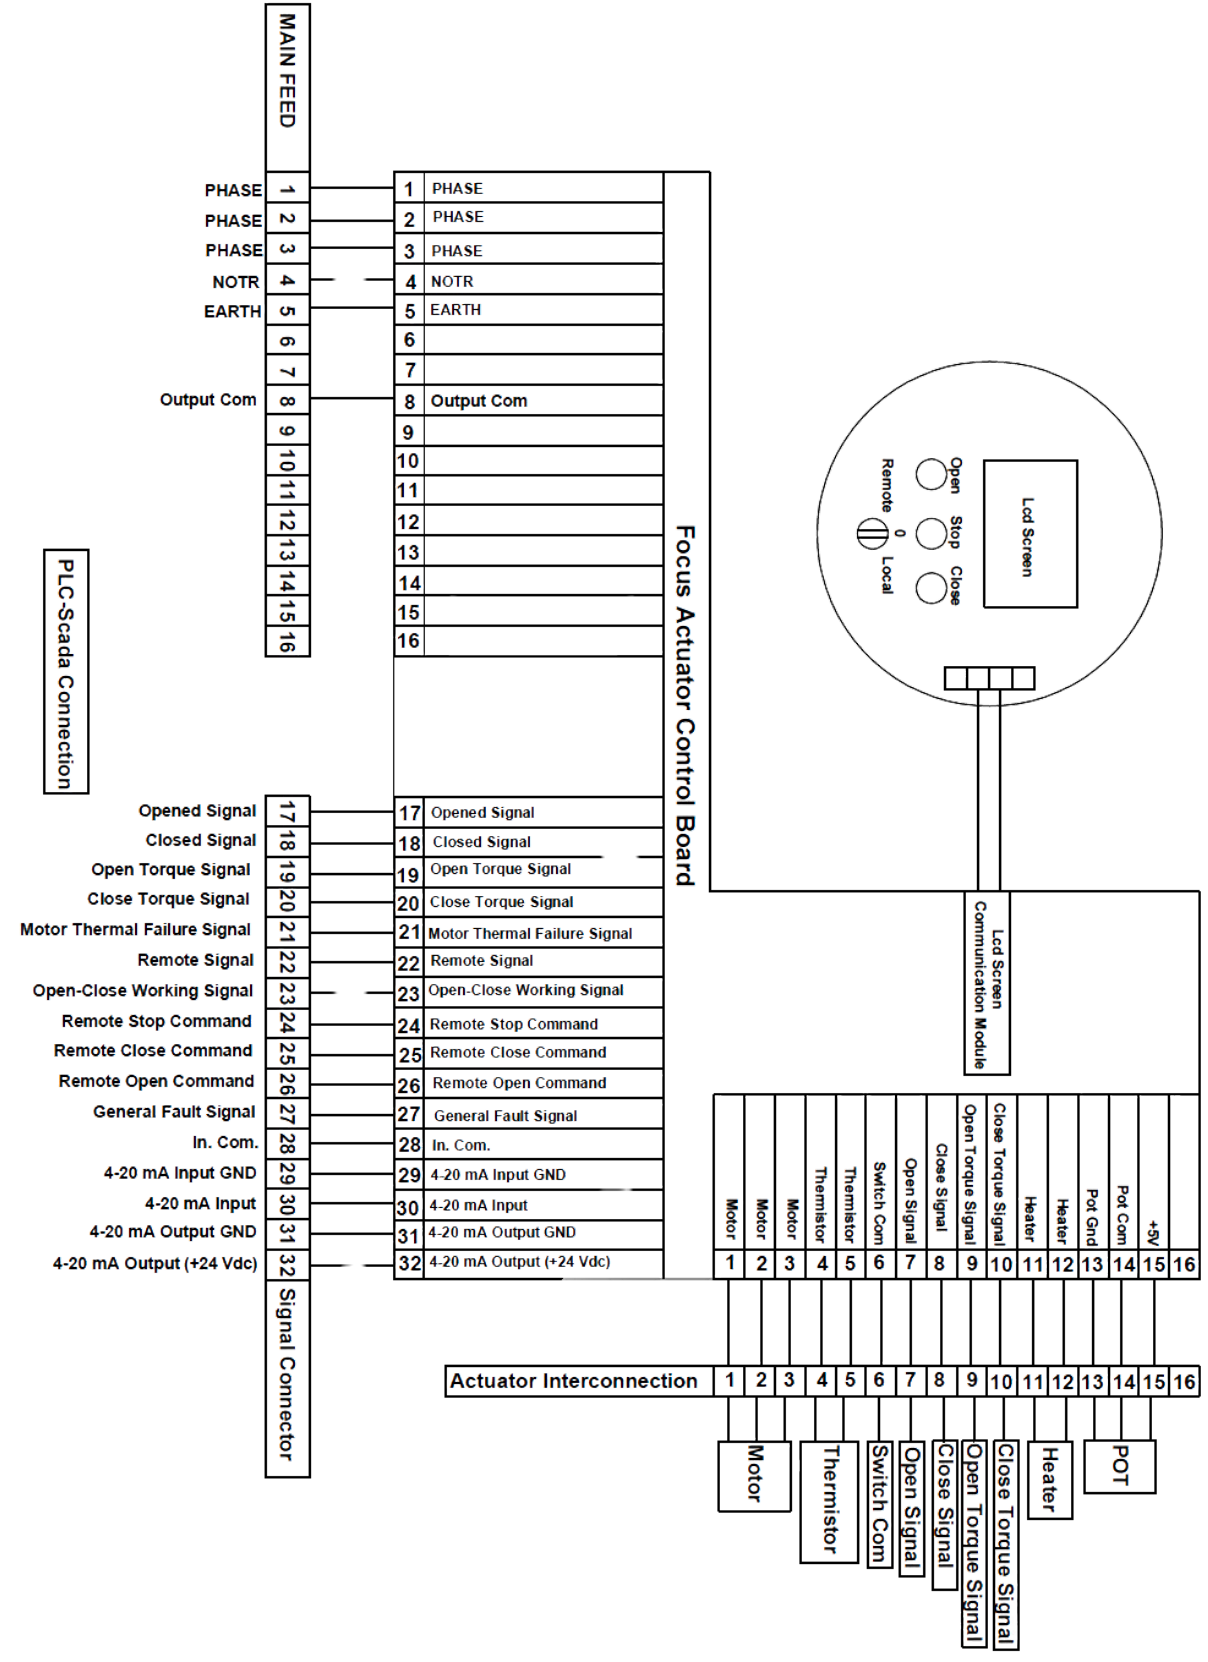 MAIN FEED
PHASE 1 1 PHASE
PHASE 2 2 PHASE
PHASE 3 3 PHASE
NOTR 4 4 NOTR
EARTH 5 5 EARTH
6 6
7 7
Output Com 8 8 Output Com
9 9
10 10
11 11
12 12
13 13
14 14
15 15
16 16
PLC-Scada Connection
Focus Actuator Control Board
Opened Signal 17 17 Opened Signal
Closed Signal 18 18 Closed Signal
Open Torque Signal 19 19 Open Torque Signal
Close Torque Signal 20 20 Close Torque Signal
Motor Thermal Failure Signal 21 21 Motor Thermal Failure Signal
Remote Signal 22 22 Remote Signal
Open-Close Working Signal 23 23 Open-Close Working Signal
Remote Stop Command 24 24 Remote Stop Command
Remote Close Command 25 25 Remote Close Command
Remote Open Command 26 26 Remote Open Command
General Fault Signal 27 27 General Fault Signal
In. Com. 28 28 In. Com.
4-20 mA Input GND 29 29 4-20 mA Input GND
4-20 mA Input 30 30 4-20 mA Input
4-20 mA Output GND 31 31 4-20 mA Output GND
4-20 mA Output (+24 Vdc) 32 32 4-20 mA Output (+24 Vdc)
Signal Connector
Lcd Screen
Open
Stop
Close
Remote
0
Local
Lcd Screen
Communication Module
Motor
Motor
Motor
Thermistor
Thermistor
Switch Com
Open Signal
Close Signal
Open Torque Signal
Close Torque Signal
Heater
Heater
Pot Gnd
Pot Com
+5V
1 2 3 4 5 6 7 8 9 10 11 12 13 14 15 16
Actuator Interconnection 1 2 3 4 5 6 7 8 9 10 11 12 13 14 15 16
Motor
Thermistor
Switch Com
Open Signal
Close Signal
Open Torque Signal
Close Torque Signal
Heater
POT